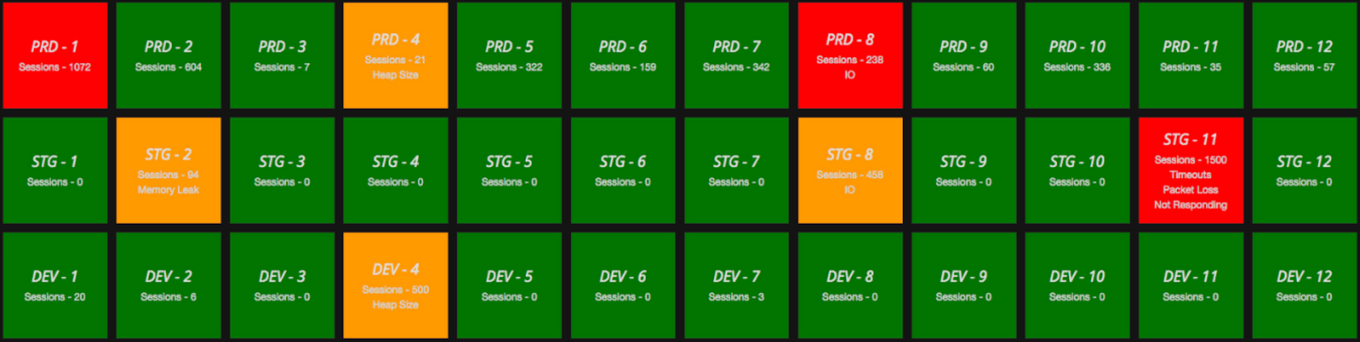 PRD - 1
Sessions - 1072
PRD - 2
Sessions - 604
PRD - 3
Sessions - 7
PRD - 4
Sessions - 21
Heap Size
PRD - 5
Sessions - 322
PRD - 6
Sessions - 159
PRD - 7
Sessions - 342
PRD - 8
Sessions - 238
IO
PRD - 9
Sessions - 60
PRD - 10
Sessions - 336
PRD - 11
Sessions - 35
PRD - 12
Sessions - 57
STG - 1
Sessions - 0
STG - 2
Sessions - 94
Memory Leak
STG - 3
Sessions - 0
STG - 4
Sessions - 0
STG - 5
Sessions - 0
STG - 6
Sessions - 0
STG - 7
Sessions - 0
STG - 8
Sessions - 458
IO
STG - 9
Sessions - 0
STG - 10
Sessions - 0
STG - 11
Sessions - 1500
Timeouts
Packet Loss
Not Responding
STG - 12
Sessions - 0
DEV - 1
Sessions - 20
DEV - 2
Sessions - 6
DEV - 3
Sessions - 0
DEV - 4
Sessions - 500
Heap Size
DEV - 5
Sessions - 0
DEV - 6
Sessions - 0
DEV - 7
Sessions - 3
DEV - 8
Sessions - 0
DEV - 9
Sessions - 0
DEV - 10
Sessions - 0
DEV - 11
Sessions - 0
DEV - 12
Sessions - 0